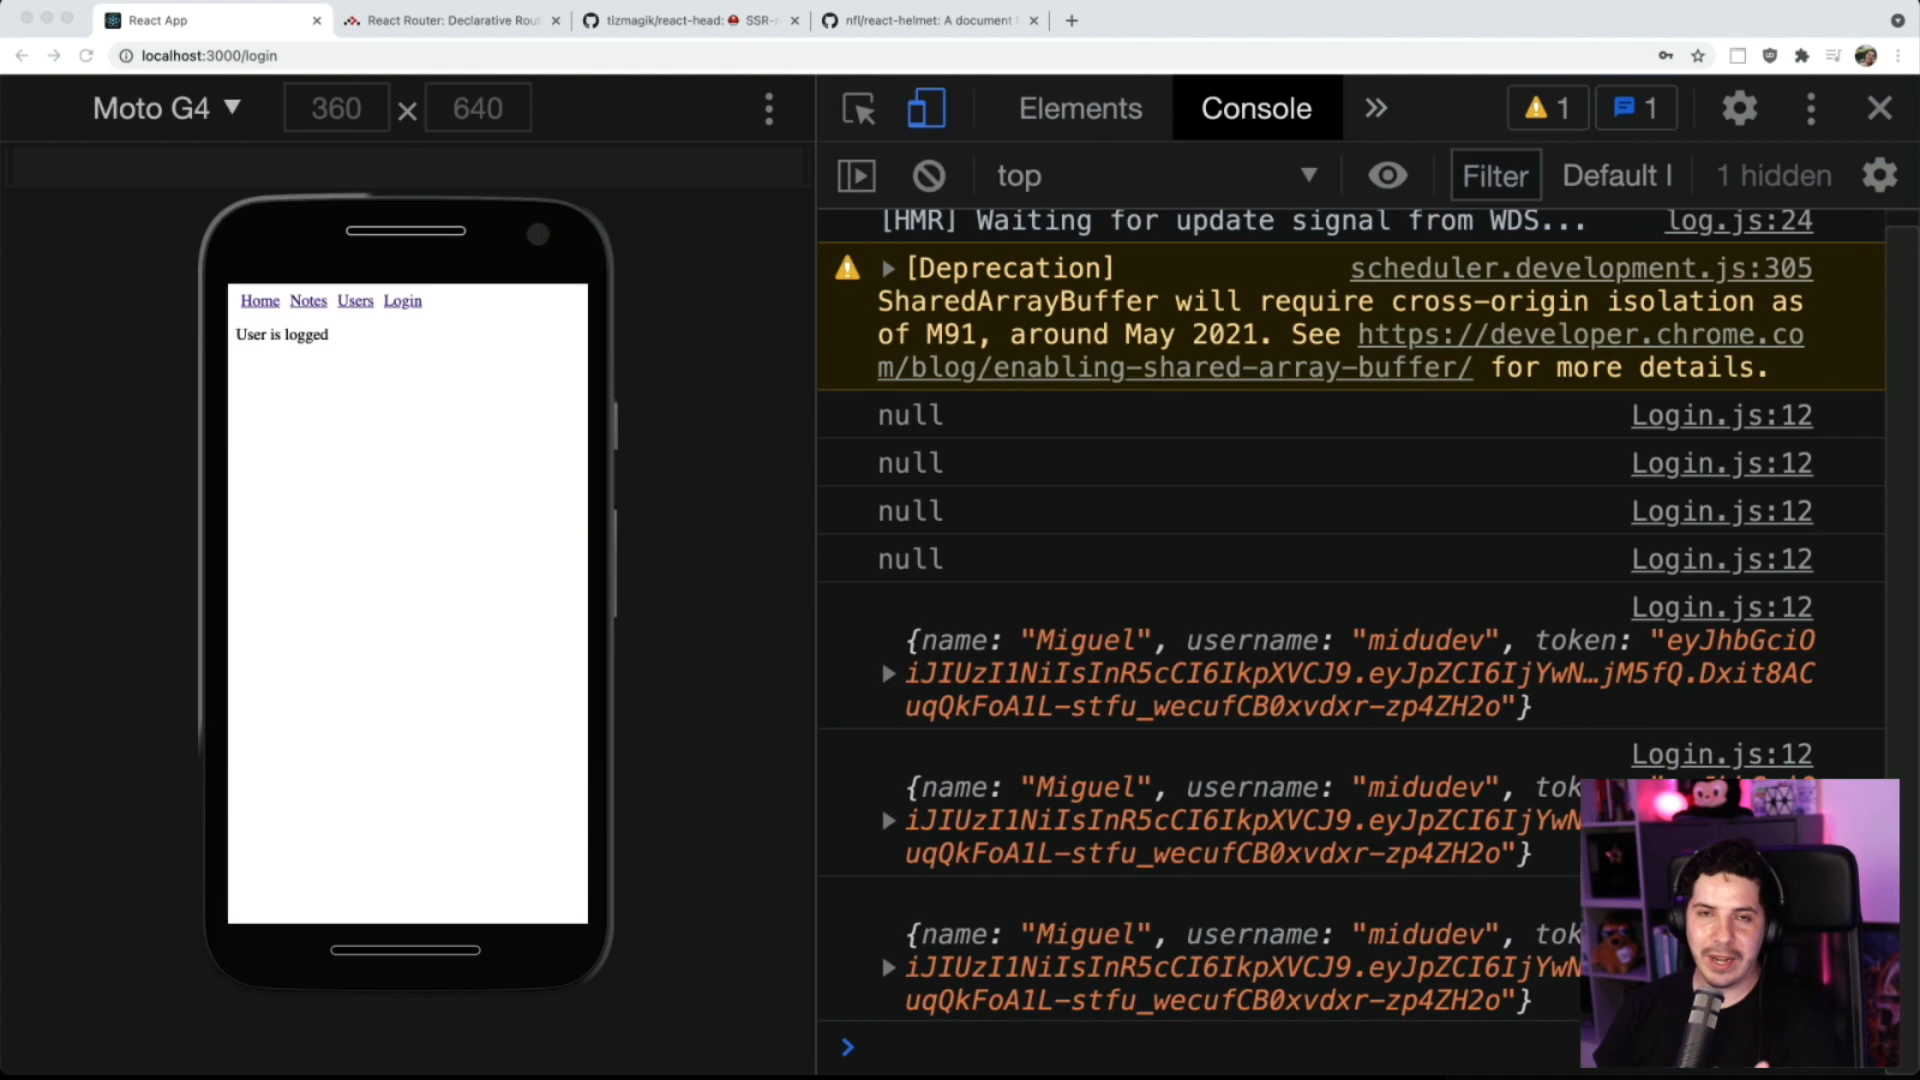 React App
React Router: Declarative Rout
tizmagik/react-head: SSR-r
nfl/react-helmet: A document
localhost:3000/login
Moto G4 ▼ 360 × 640
Elements Console 1 1
top Filter Default l 1 hidden
Home Notes Users Login
User is logged
[HMR] Waiting for update signal from WDS... log.js:24
[Deprecation] scheduler.development.js:305
SharedArrayBuffer will require cross-origin isolation as
of M91, around May 2021. See https://developer.chrome.co
m/blog/enabling-shared-array-buffer/ for more details.
null Login.js:12
null Login.js:12
null Login.js:12
null Login.js:12
Login.js:12
{name: "Miguel", username: "midudev", token: "eyJhbGciO
iJIUzI1NiIsInR5cCI6IkpXVCJ9.eyJpZCI6IjYwN…jM5fQ.Dxit8AC
uqQkFoA1L-stfu_wecufCB0xvdxr-zp4ZH2o"}
Login.js:12
{name: "Miguel", username: "midudev", tok
iJIUzI1NiIsInR5cCI6IkpXVCJ9.eyJpZCI6IjYwN
uqQkFoA1L-stfu_wecufCB0xvdxr-zp4ZH2o"}
{name: "Miguel", username: "midudev", tok
iJIUzI1NiIsInR5cCI6IkpXVCJ9.eyJpZCI6IjYwN
uqQkFoA1L-stfu_wecufCB0xvdxr-zp4ZH2o"}